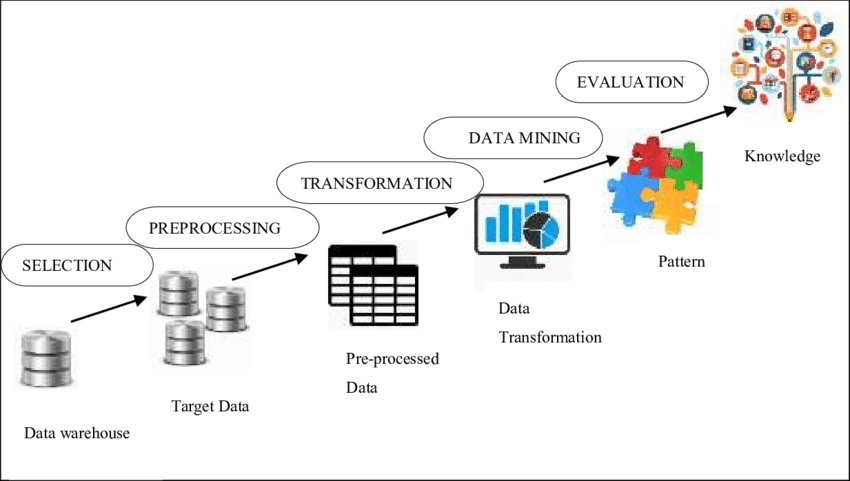 EVALUATION
DATA MINING
Knowledge
TRANSFORMATION
PREPROCESSING
Pattern
SELECTION
Data
Transformation
Pre-processed
Data
Target Data
Data warehouse